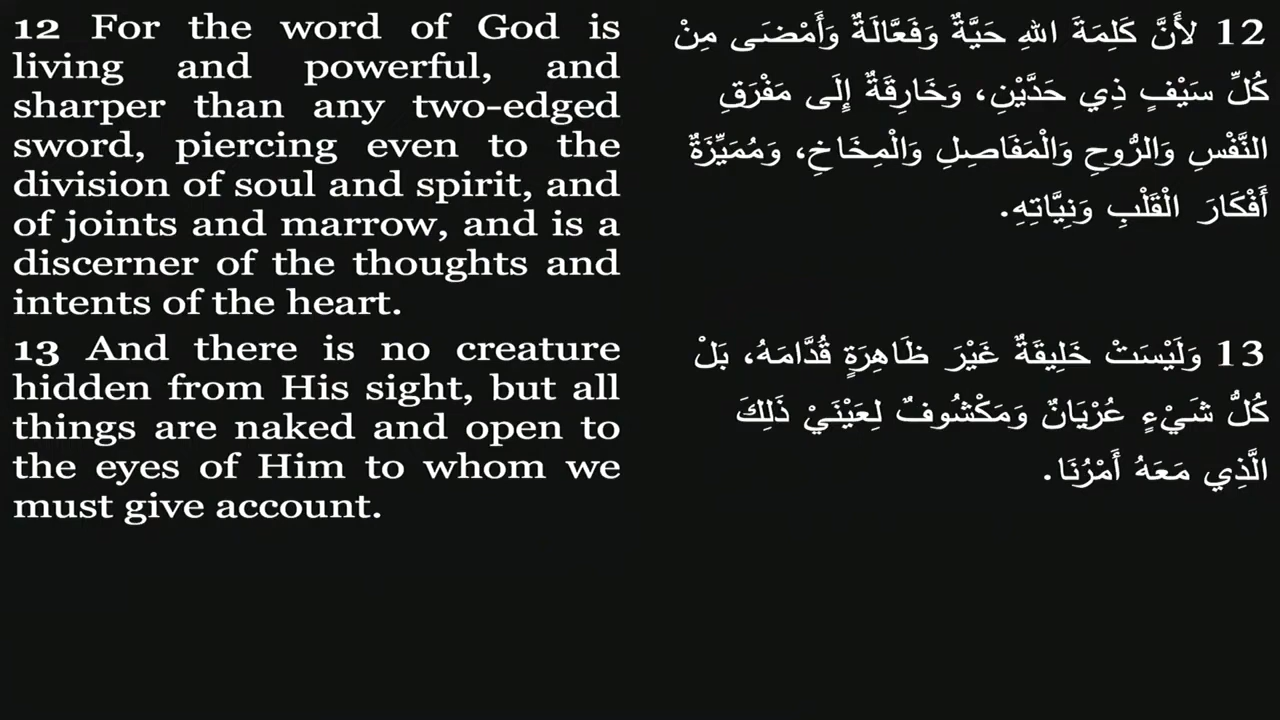 12 For the word of God is
living and powerful, and
sharper than any two-edged
sword, piercing even to the
division of soul and spirit, and
of joints and marrow, and is a
discerner of the thoughts and
intents of the heart.
13 And there is no creature
hidden from His sight, but all
things are naked and open to
the eyes of Him to whom we
must give account.
12 لأَنَّ كَلِمَةَ اللهِ حَيَّةٌ وَفَعَّالَةٌ وَأَمْضَى مِنْ
كُلِّ سَيْفٍ ذِي حَدَّيْنِ، وَخَارِقَةٌ إِلَى مَفْرَقِ
النَّفْسِ وَالرُّوحِ وَالْمَفَاصِلِ وَالْمِخَاخِ، وَمُمَيِّزَةٌ
أَفْكَارَ الْقَلْبِ وَنِيَّاتِهِ.
13 وَلَيْسَتْ خَلِيقَةٌ غَيْرَ ظَاهِرَةٍ قُدَّامَهُ، بَلْ
كُلُّ شَيْءٍ عُرْيَانٌ وَمَكْشُوفٌ لِعَيْنَيْ ذَلِكَ
الَّذِي مَعَهُ أَمْرُنَا.